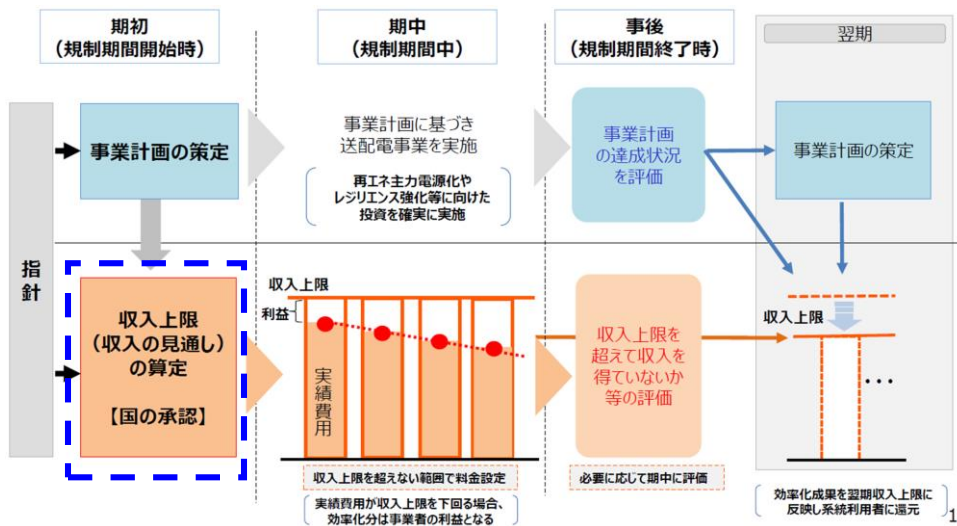 期初
（規制期間開始時）
期中
（規制期間中）
事後
（規制期間終了時）
翌期
指針
事業計画の策定
事業計画に基づき
送配電事業を実施
再エネ主力電源化や
レジリエンス強化等に向けた
投資を確実に実施
事業計画
の達成状況
を評価
事業計画の策定
収入上限
（収入の見通し）
の算定
【国の承認】
収入上限
利益
実績費用
収入上限を超えない範囲で料金設定
実績費用が収入上限を下回る場合、
効率化分は事業者の利益となる
収入上限を
超えて収入を
得ていないか
等の評価
必要に応じて期中に評価
収入上限
･･･
効率化成果を翌期収入上限に
反映し系統利用者に還元
1